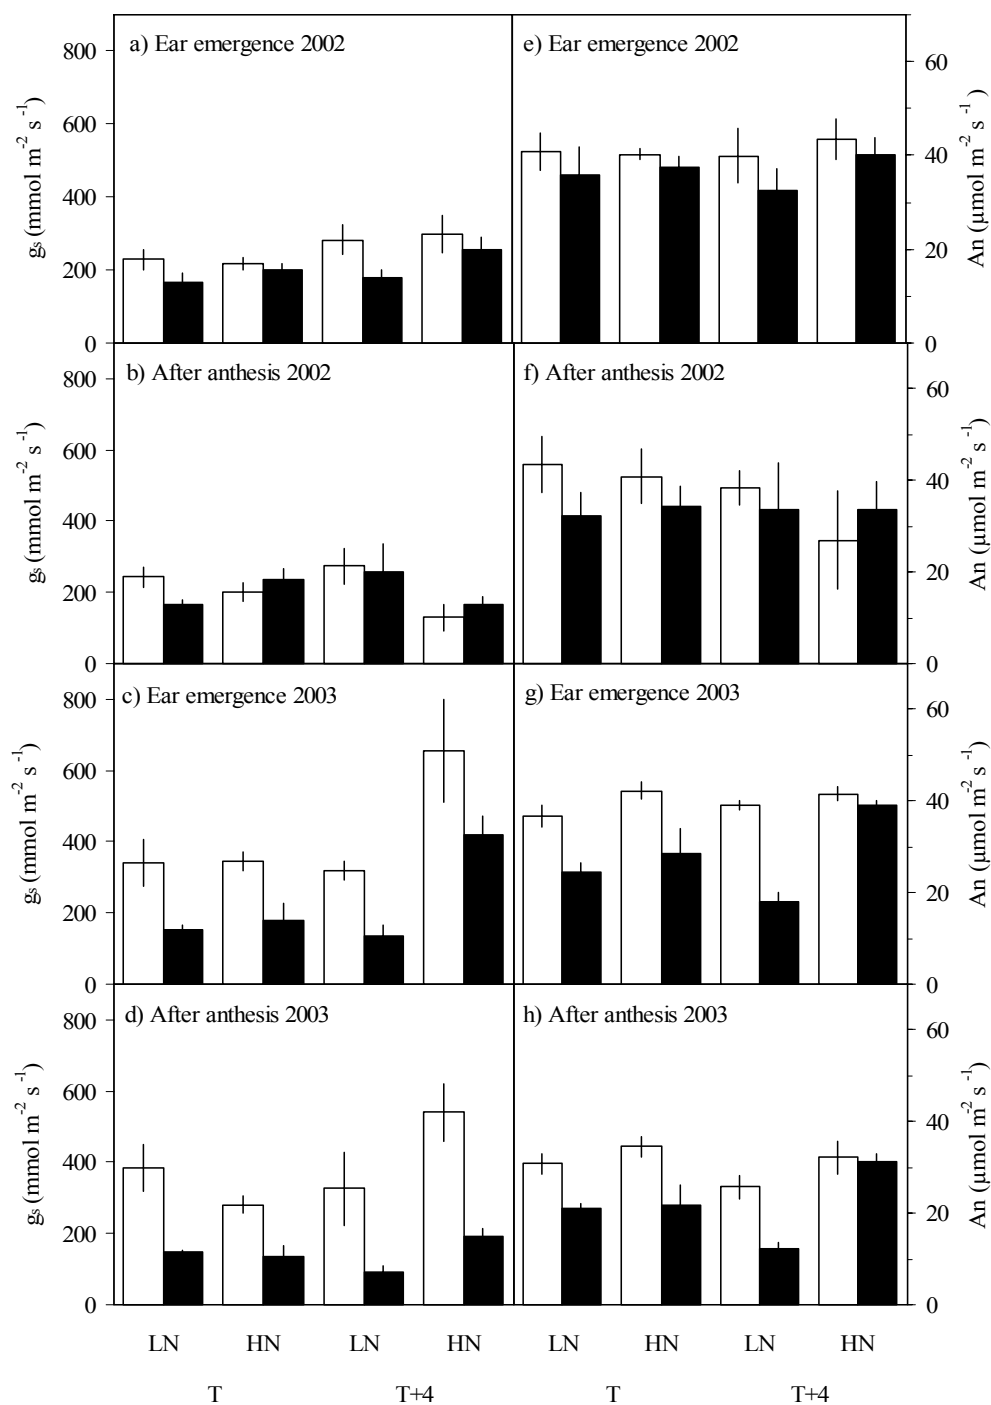 a) Ear emergence 2002
e) Ear emergence 2002
800
600
400
200
0
gs (mmol m-2 s-1)
60
40
20
0
An (µmol m-2 s-1)
b) After anthesis 2002
f) After anthesis 2002
800
600
400
200
0
gs (mmol m-2 s-1)
60
40
20
0
An (µmol m-2 s-1)
c) Ear emergence 2003
g) Ear emergence 2003
800
600
400
200
0
gs (mmol m-2 s-1)
60
40
20
0
An (µmol m-2 s-1)
d) After anthesis 2003
h) After anthesis 2003
800
600
400
200
0
gs (mmol m-2 s-1)
60
40
20
0
An (µmol m-2 s-1)
LN HN LN HN LN HN LN HN
T T+4 T T+4